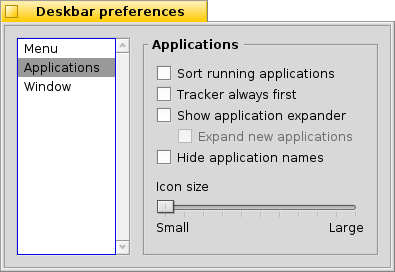 Deskbar preferences
Menu
Applications
Window
Applications
Sort running applications
Tracker always first
Show application expander
Expand new applications
Hide application names
Icon size
Small Large